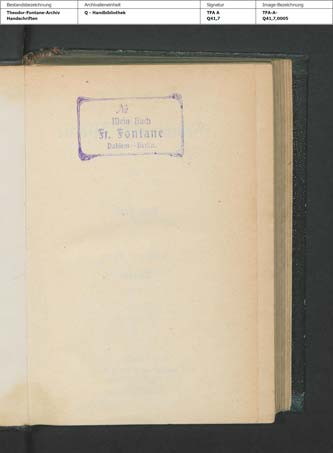 Bestandsbezeichnung Archivalieneinheit Signatur Image-Bezeichnung
Theodor-Fontane-Archiv Q - Handbibliothek TFA A TFA-A-
Handschriften Q41,7 Q41,7,0005
№
Mein Buch
Fr. Fontane
Dahlem-Berlin.